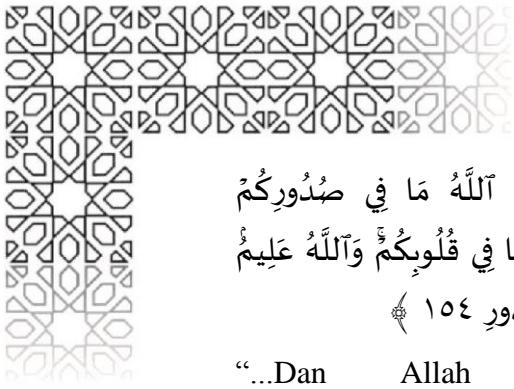 ٱللَّهُ مَا فِي صُدُورِكُمۡ
فِي قُلُوبِكُمۡۚ وَٱللَّهُ عَلِيمُۢ
١٥٤ ﴾
“...Dan Allah